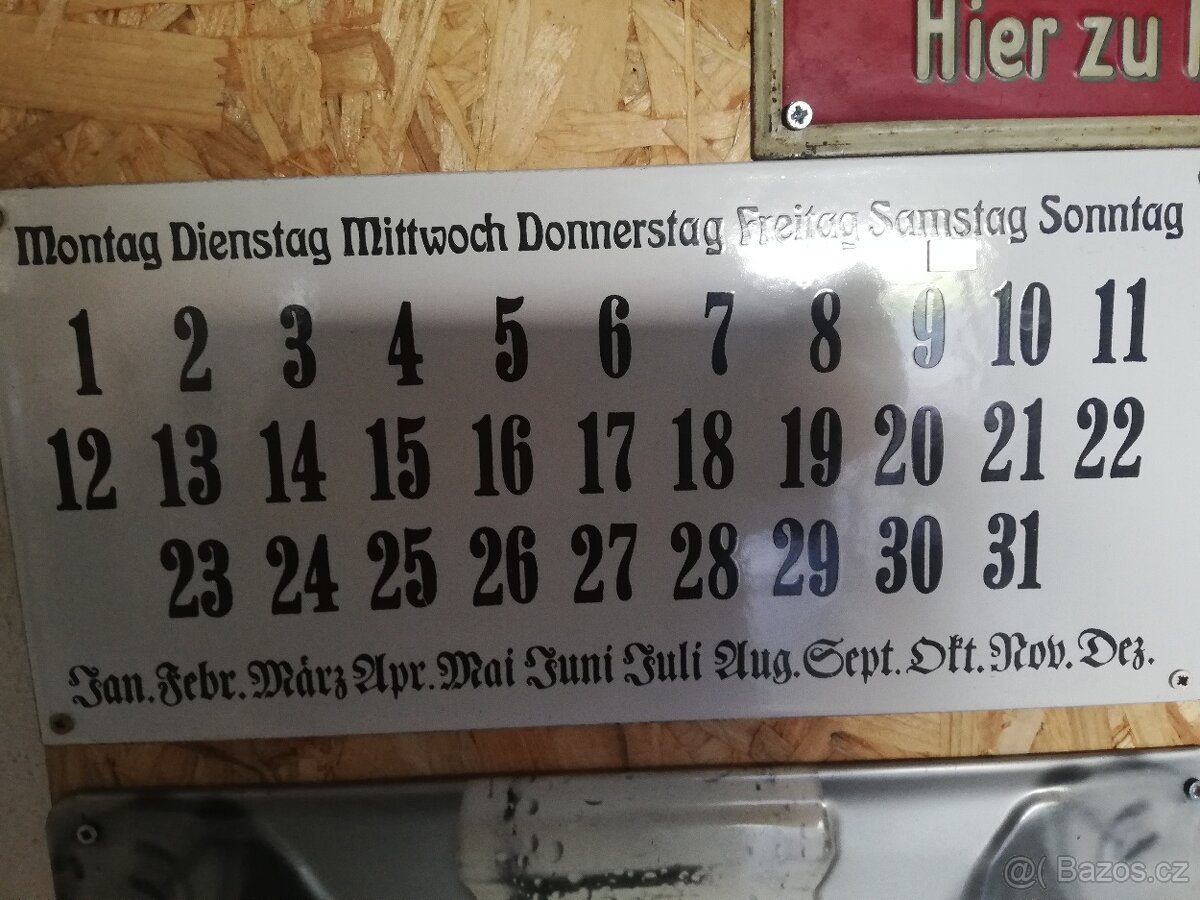 Hier zu
Montag Dienstag Mittwoch Donnerstag Freitag Samstag Sonntag
1 2 3 4 5 6 7 8 9 10 11
12 13 14 15 16 17 18 19 20 21 22
23 24 25 26 27 28 29 30 31
Jan. Febr. März Apr. Mai Juni Juli Aug. Sept. Okt. Nov. Dez.
@( Bazos.cz